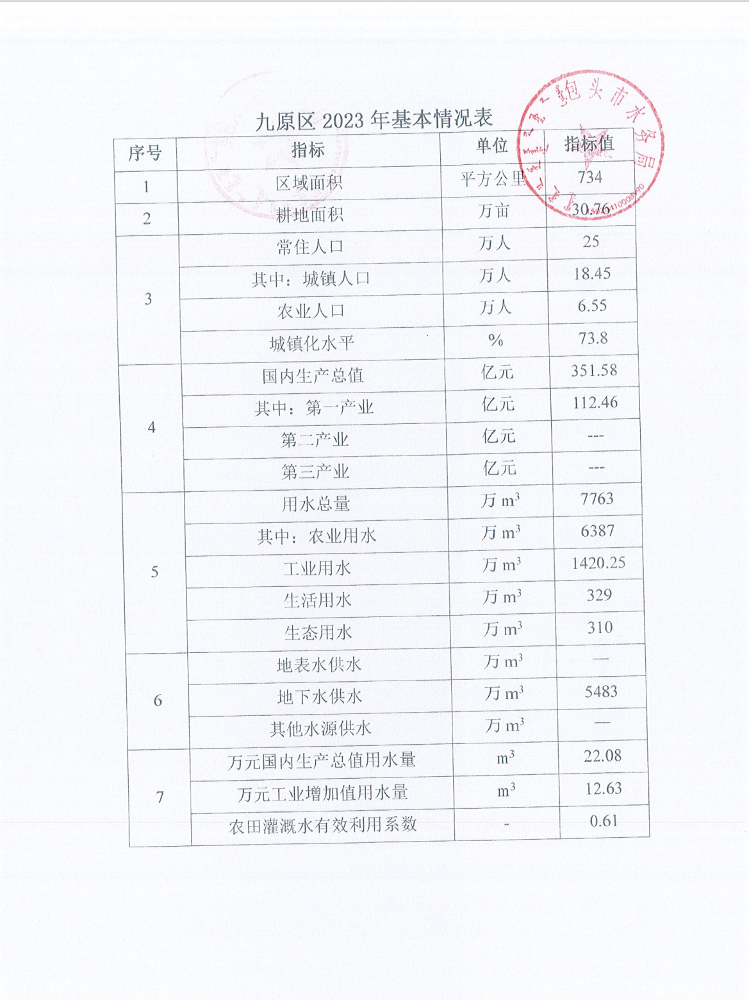 九原区 2023 年基本情况表
序号 指标 单位 指标值
1 区域面积 平方公里 734
2 耕地面积 万亩 30.76
3 常住人口 万人 25
其中：城镇人口 万人 18.45
农业人口 万人 6.55
城镇化水平 % 73.8
4 国内生产总值 亿元 351.58
其中：第一产业 亿元 112.46
第二产业 亿元 ---
第三产业 亿元 ---
5 用水总量 万 m³ 7763
其中：农业用水 万 m³ 6387
工业用水 万 m³ 1420.25
生活用水 万 m³ 329
生态用水 万 m³ 310
6 地表水供水 万 m³ —
地下水供水 万 m³ 5483
其他水源供水 万 m³ —
7 万元国内生产总值用水量 m³ 22.08
万元工业增加值用水量 m³ 12.63
农田灌溉水有效利用系数 - 0.61
包头市水务局